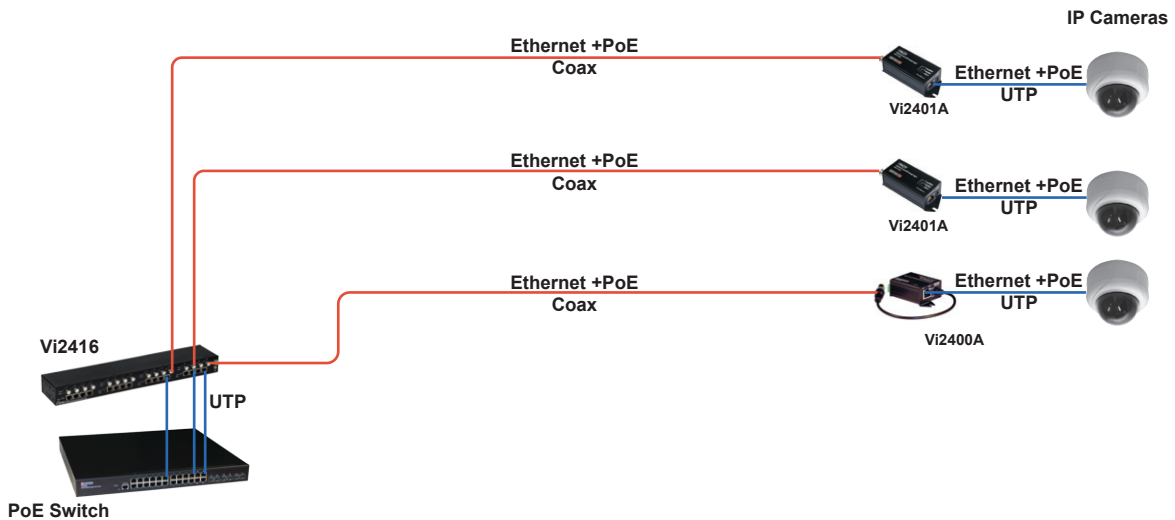 IP Cameras
Ethernet +PoE
Coax
Vi2401A
Ethernet +PoE
UTP
Ethernet +PoE
Coax
Vi2401A
Ethernet +PoE
UTP
Ethernet +PoE
Coax
Vi2400A
Ethernet +PoE
UTP
Vi2416
UTP
PoE Switch